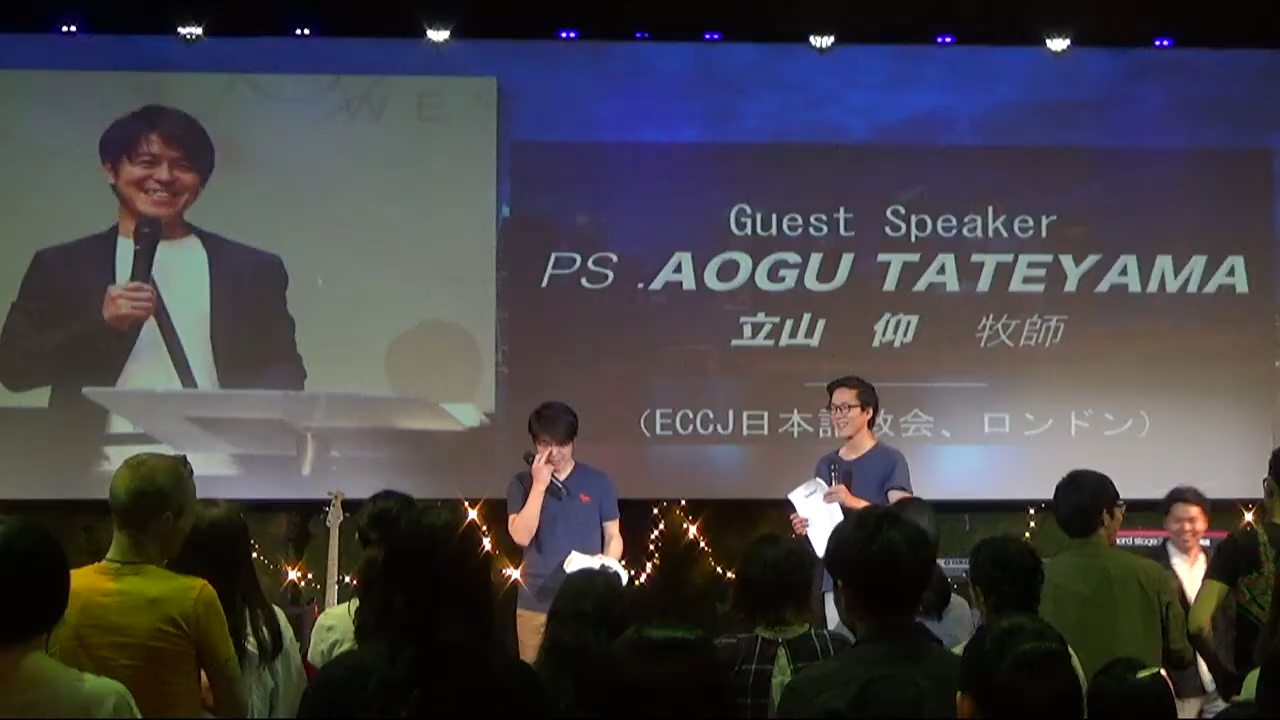 WE
Guest Speaker
PS .AOGU TATEYAMA
立山 仰 牧師
(ECCJ日本語教会、ロンドン)